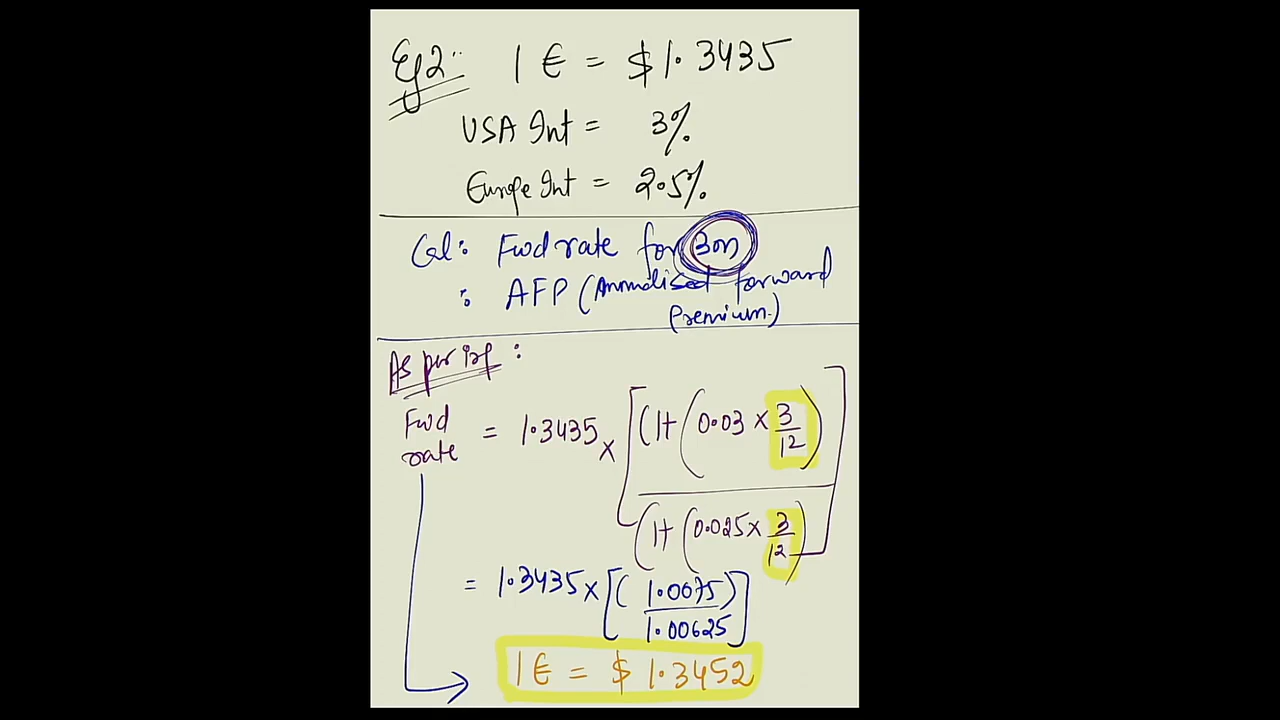 Eg2:- 1 € = $1.3435
USA Int = 3%
Europe Int = 2.5%
Cal: Fwd rate for 3m
: AFP (Annualised forward
Premium.)
As per IRP :
Fwd rate = 1.3435 x [(1+(0.03 x 3/12)
(1+(0.025 x 3/12)]
= 1.3435 x [(1.0075)/1.00625]
1€ = $ 1.3452